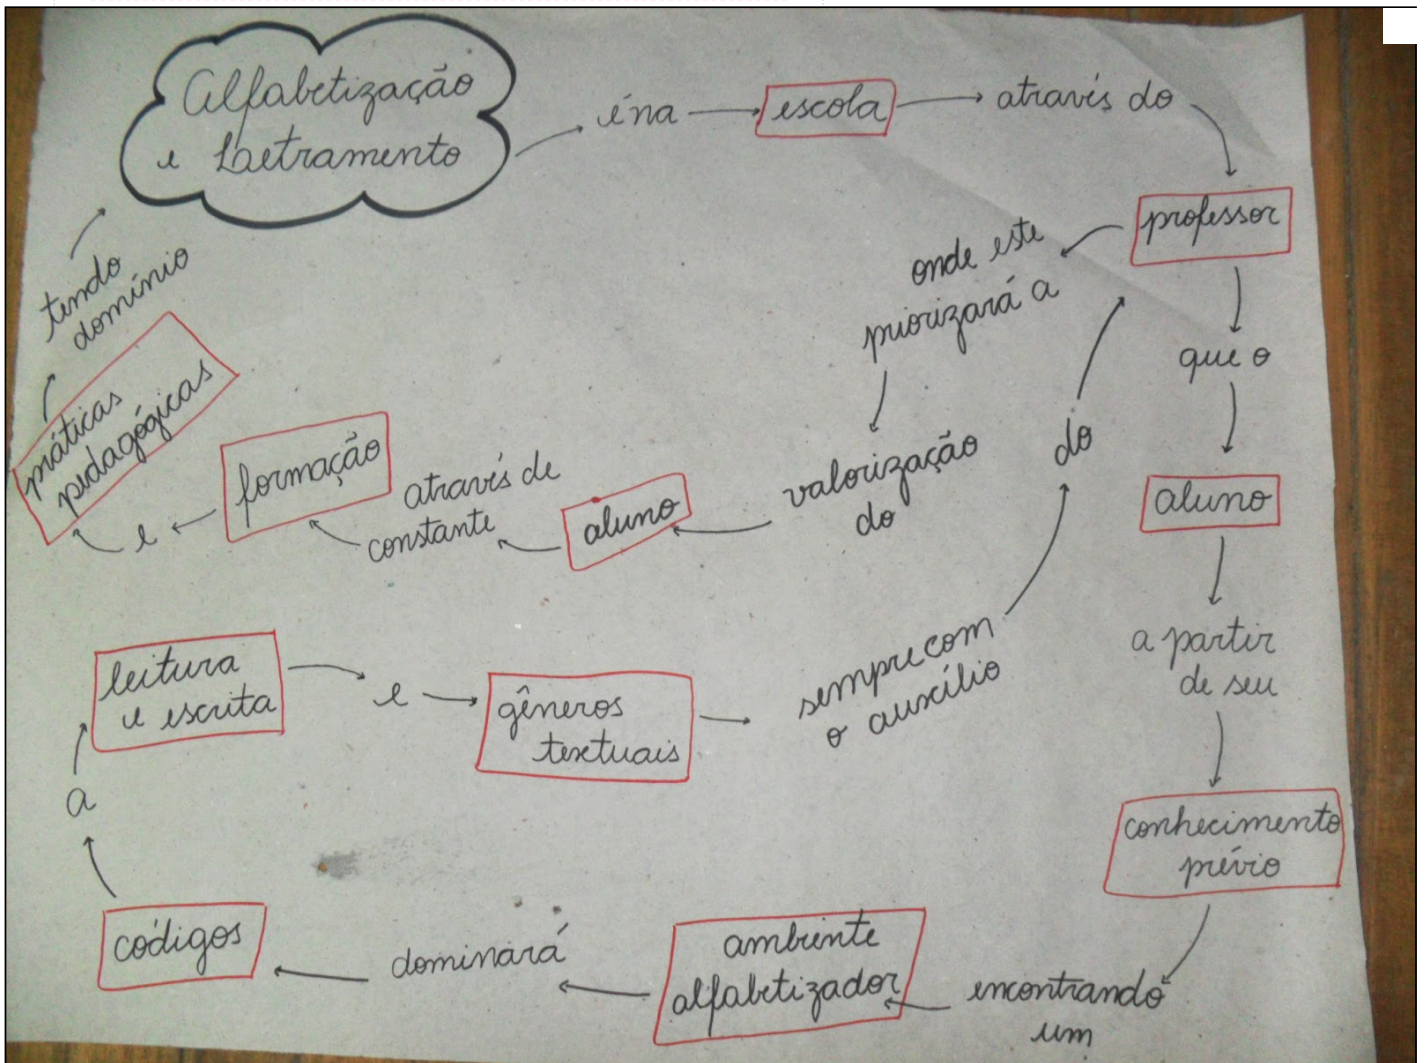 Alfabetização
e Letramento
é na
escola
através do
professor
que o
aluno
a partir
de seu
conhecimento
prévio
encontrando
um
ambiente
alfabetizador
dominará
códigos
a
leitura
e escrita
e
gêneros
textuais
sempre com
o auxílio
do
onde este
priorizará a
valorização
do
aluno
através de
constante
formação
e
práticas
pedagógicas
tendo
domínio